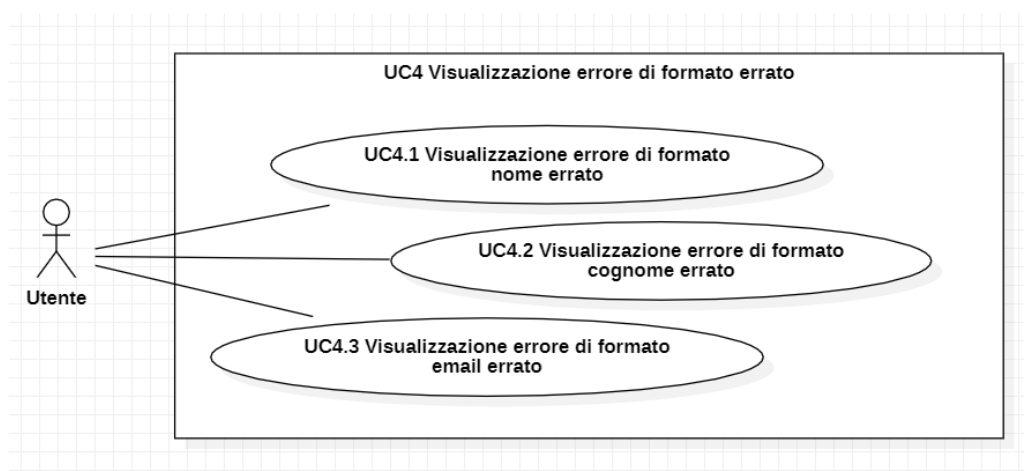 UC4 Visualizzazione errore di formato errato
UC4.1 Visualizzazione errore di formato
nome errato
UC4.2 Visualizzazione errore di formato
cognome errato
Utente
UC4.3 Visualizzazione errore di formato
email errato